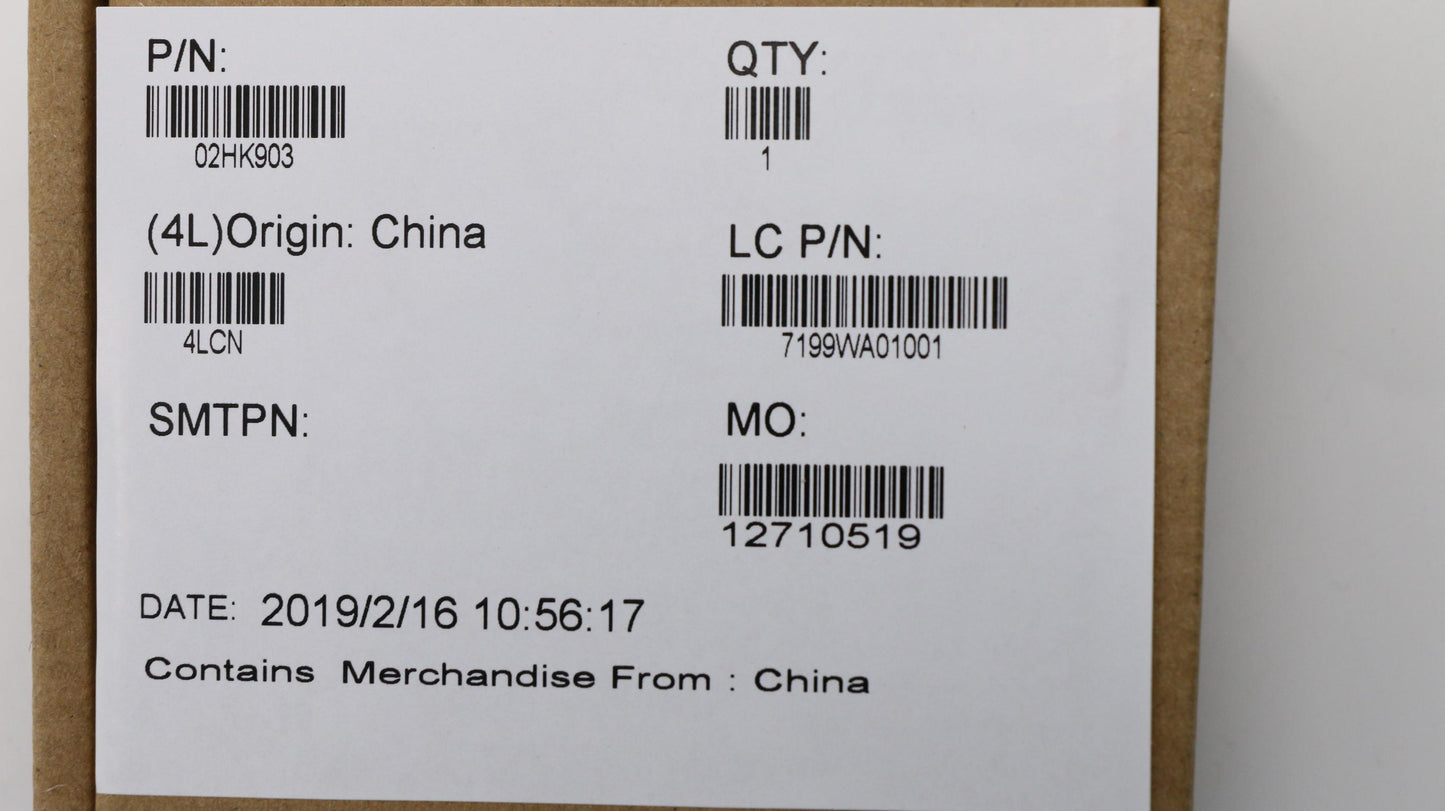 P/N:
02HK903
QTY:
1
(4L)Origin: China
4LCN
LC P/N:
7199WA01001
SMTPN:
MO:
12710519
DATE: 2019/2/16 10:56:17
Contains Merchandise From : China